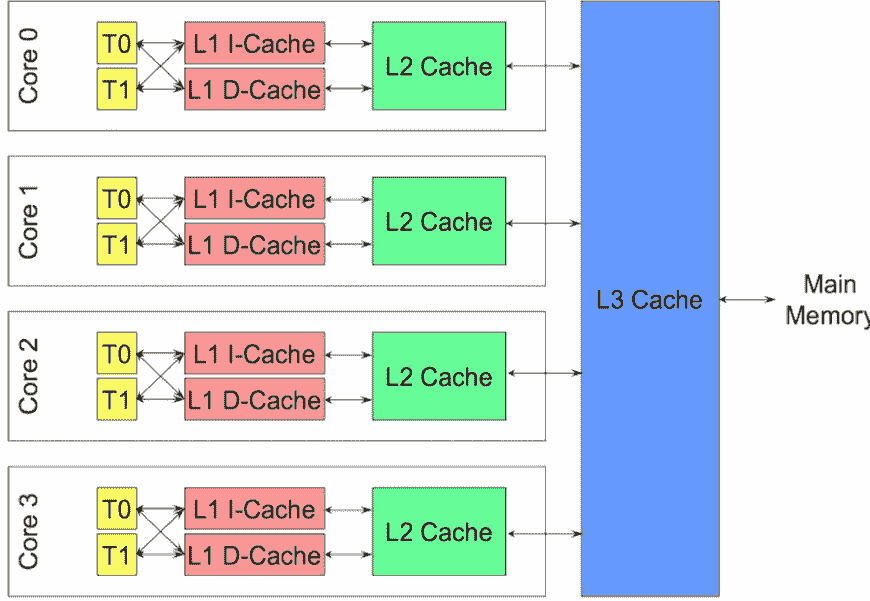 Core 0
T0
L1 I-Cache
T1
L1 D-Cache
L2 Cache
Core 1
T0
L1 I-Cache
T1
L1 D-Cache
L2 Cache
Core 2
T0
L1 I-Cache
T1
L1 D-Cache
L2 Cache
Core 3
T0
L1 I-Cache
T1
L1 D-Cache
L2 Cache
L3 Cache
Main
Memory